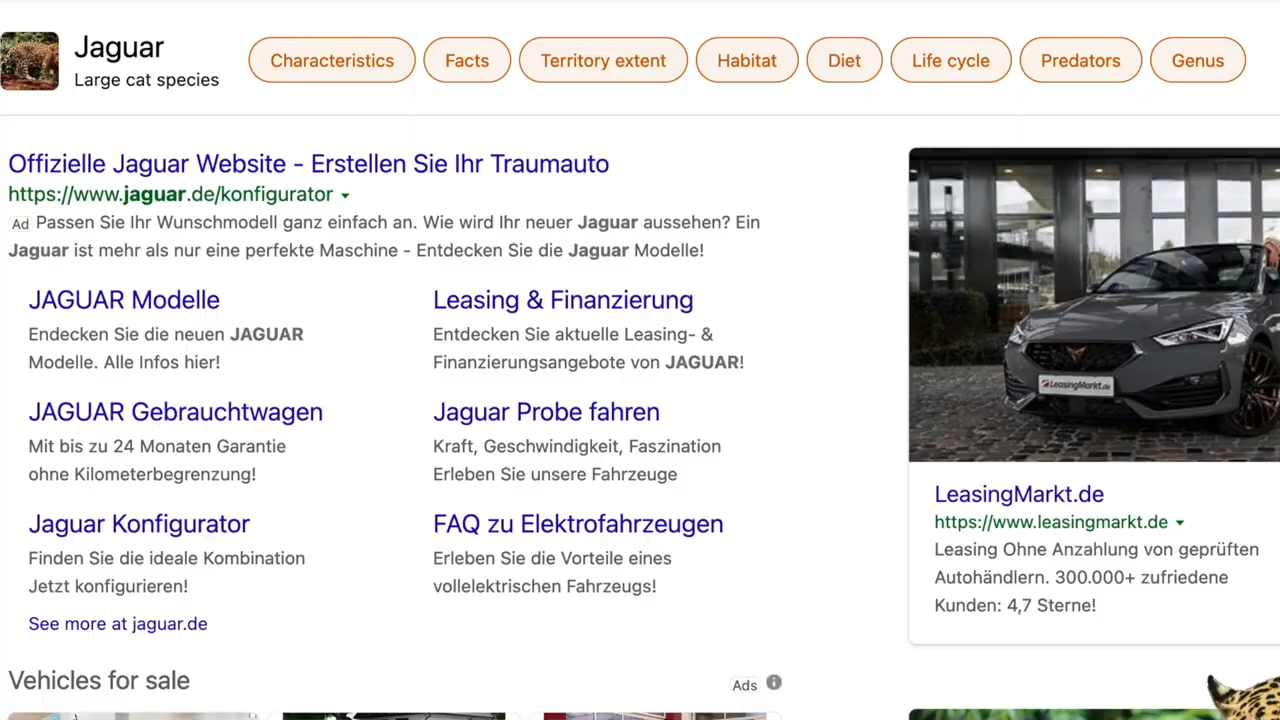 Jaguar
Large cat species
Characteristics
Facts
Territory extent
Habitat
Diet
Life cycle
Predators
Genus
Offizielle Jaguar Website - Erstellen Sie Ihr Traumauto
https://www.jaguar.de/konfigurator
Ad Passen Sie Ihr Wunschmodell ganz einfach an. Wie wird Ihr neuer Jaguar aussehen? Ein
Jaguar ist mehr als nur eine perfekte Maschine - Entdecken Sie die Jaguar Modelle!
JAGUAR Modelle
Endecken Sie die neuen JAGUAR
Modelle. Alle Infos hier!
Leasing & Finanzierung
Entdecken Sie aktuelle Leasing- &
Finanzierungsangebote von JAGUAR!
JAGUAR Gebrauchtwagen
Mit bis zu 24 Monaten Garantie
ohne Kilometerbegrenzung!
Jaguar Probe fahren
Kraft, Geschwindigkeit, Faszination
Erleben Sie unsere Fahrzeuge
Jaguar Konfigurator
Finden Sie die ideale Kombination
Jetzt konfigurieren!
FAQ zu Elektrofahrzeugen
Erleben Sie die Vorteile eines
vollelektrischen Fahrzeugs!
See more at jaguar.de
Vehicles for sale
Ads
LeasingMarkt.de
LeasingMarkt.de
https://www.leasingmarkt.de
Leasing Ohne Anzahlung von geprüften
Autohändlern. 300.000+ zufriedene
Kunden: 4,7 Sterne!